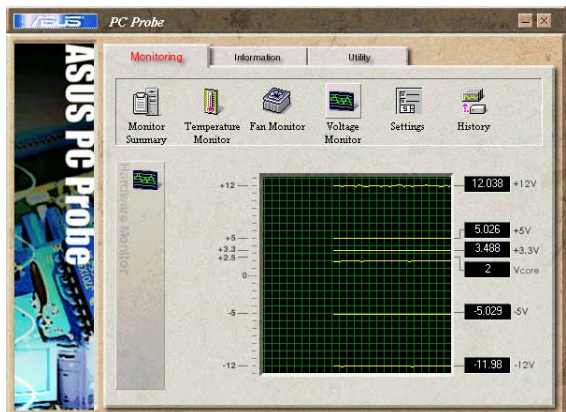 ASUS
PC Probe
ASUS PC Probe
Monitoring
Information
Utility
Monitor
Summary
Temperature
Monitor
Fan Monitor
Voltage
Monitor
Settings
History
Hardware Monitor
+12
+5
+3.3
+2.5
0
-5
-12
12.038 +12V
5.026 +5V
3.488 +3.3V
2 Vcore
-5.029 -5V
-11.98 -12V